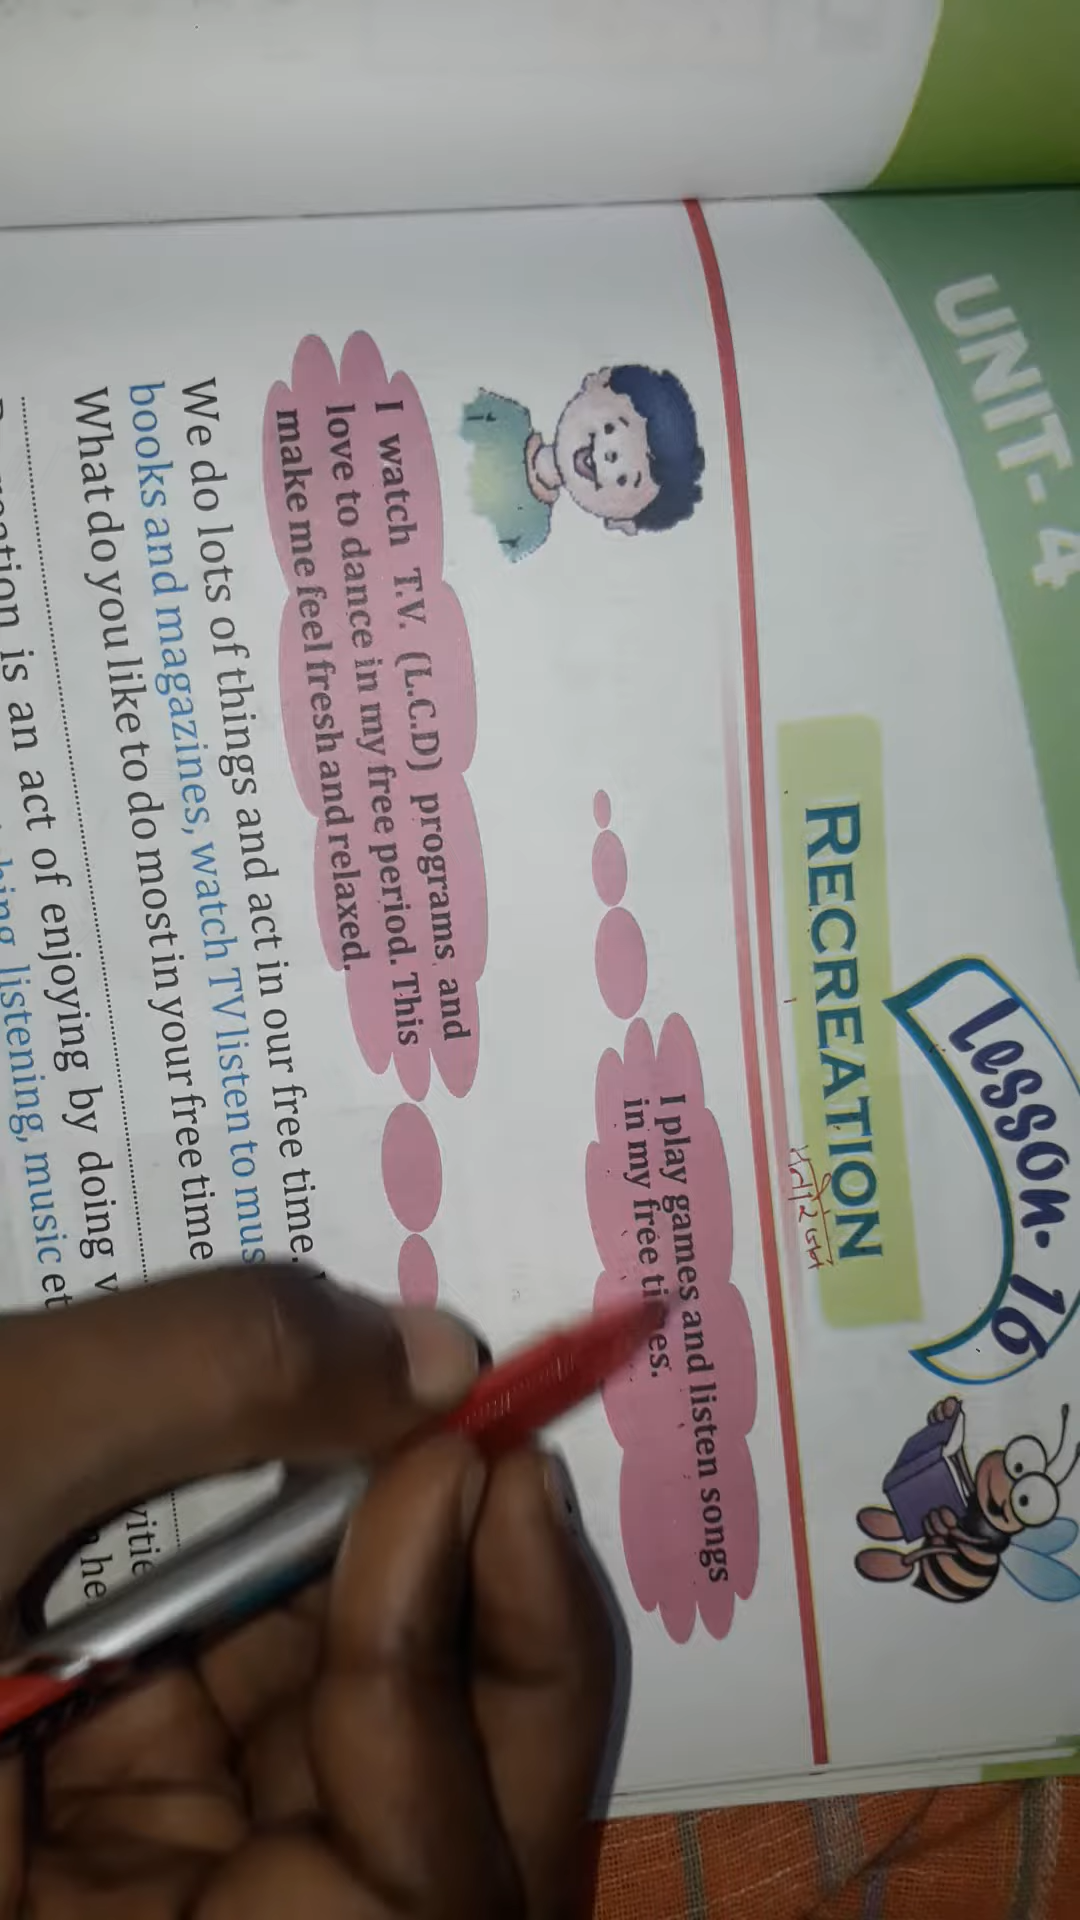 UNIT- 4
Lesson- 16
RECREATION
I play games and listen songs
in my free
I watch T.V. (L.C.D) programs and
love to dance in my free period. This
make me feel fresh and relaxed.
We do lots of things and act in our free time.
books and magazines, watch TV listen to mus
What do you like to do most in your free time
is an act of enjoying by doing
listening, music et